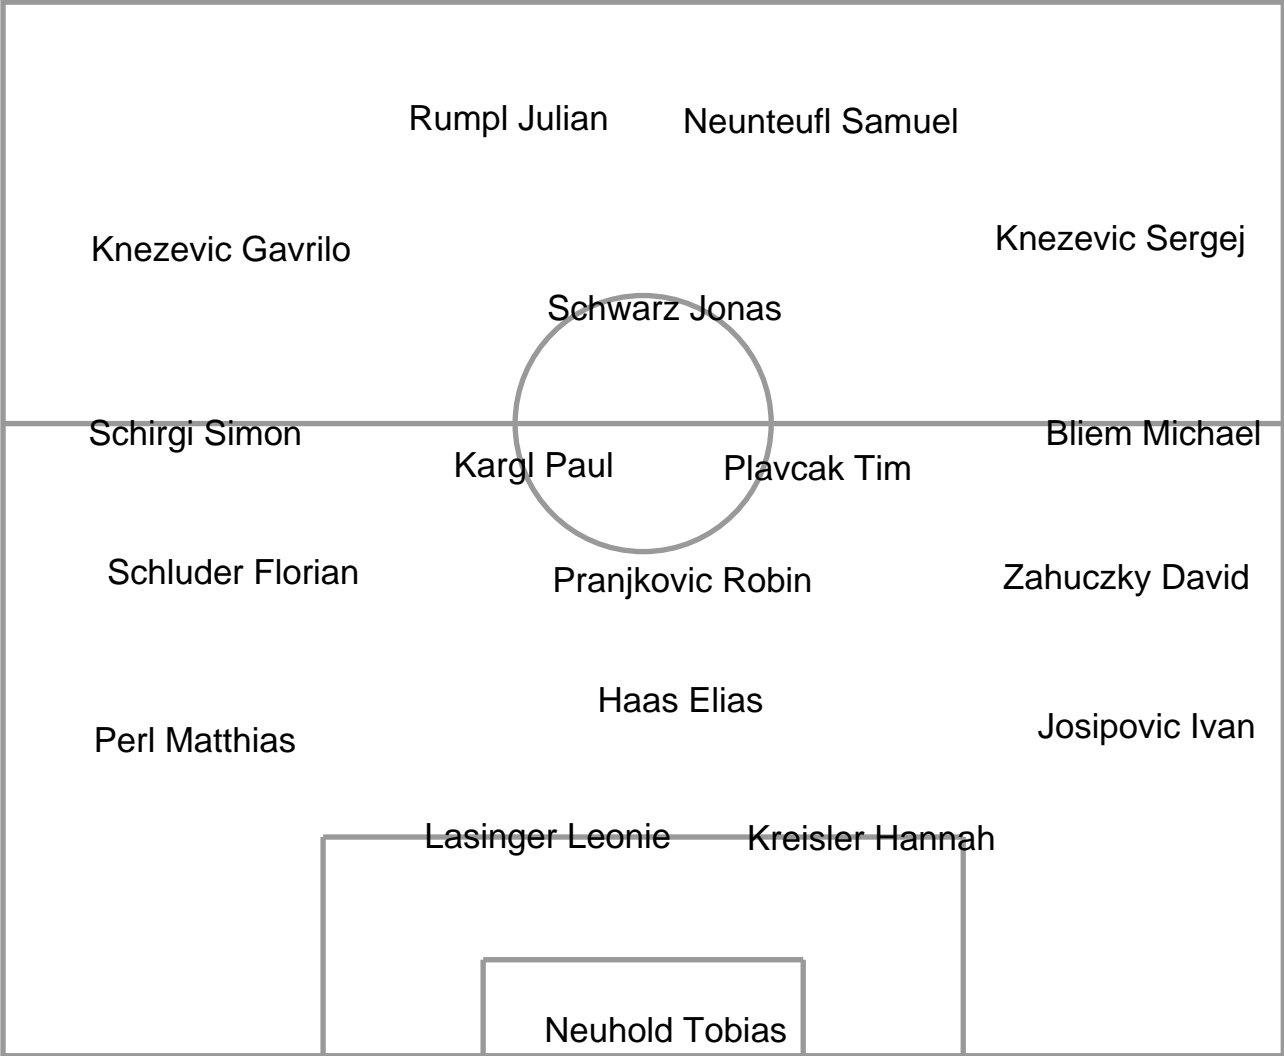 Rumpl Julian
Neunteufl Samuel
Knezevic Gavrilo
Knezevic Sergej
Schwarz Jonas
Schirgi Simon
Bliem Michael
Kargl Paul
Plavcak Tim
Schluder Florian
Pranjkovic Robin
Zahuczky David
Haas Elias
Perl Matthias
Josipovic Ivan
Lasinger Leonie
Kreisler Hannah
Neuhold Tobias